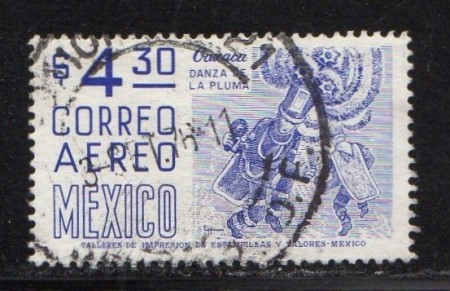 $4.30
Oaxaca
DANZA DE
LA PLUMA
CORREO
AEREO
MEXICO
TALLERES DE IMPRESION DE ESTAMPILLAS Y VALORES-MEXICO
D.F.